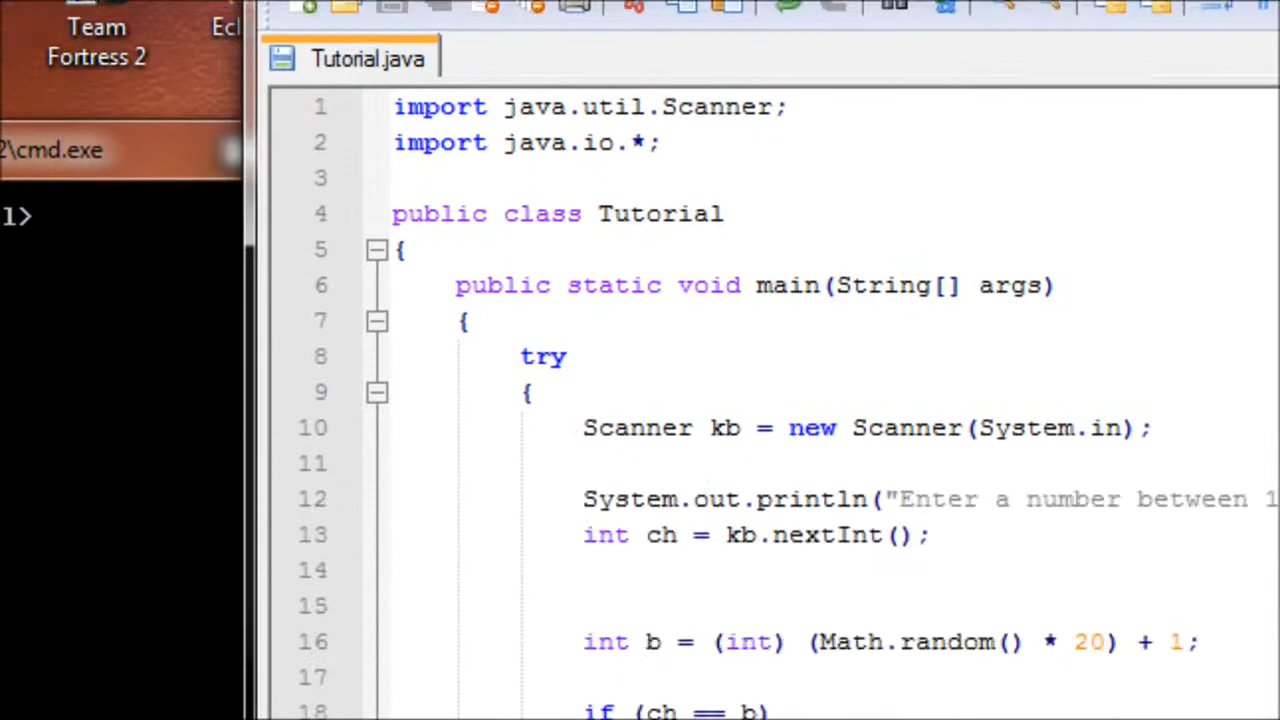 Team
Fortress 2
Ecl
2\cmd.exe
1>
Tutorial.java
1 import java.util.Scanner;
2 import java.io.*;
3
4 public class Tutorial
5 {
6 public static void main(String[] args)
7 {
8 try
9 {
10 Scanner kb = new Scanner(System.in);
11
12 System.out.println("Enter a number between 1
13 int ch = kb.nextInt();
14
15
16 int b = (int) (Math.random() * 20) + 1;
17
18 if (ch == b)